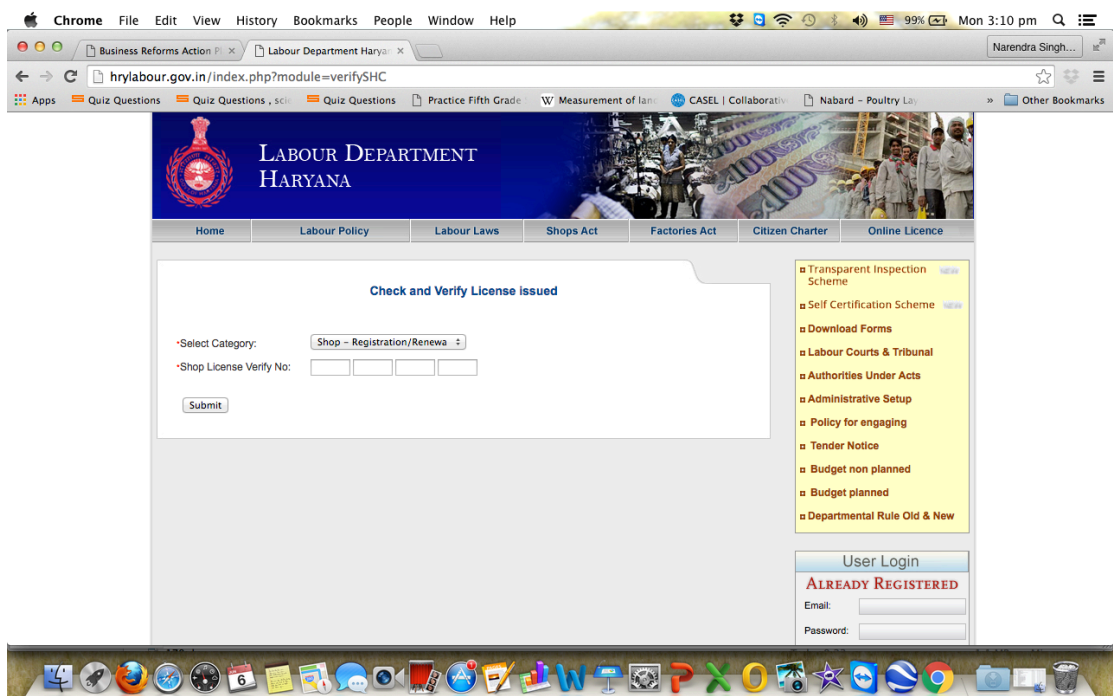 Chrome File Edit View History Bookmarks People Window Help 99% Mon 3:10 pm
Business Reforms Action Pl × Labour Department Haryan × Narendra Singh...
hrylabour.gov.in/index.php?module=verifySHC
Apps Quiz Questions Quiz Questions , scie Quiz Questions Practice Fifth Grade Measurement of land CASEL | Collaborative Nabard – Poultry Lay » Other Bookmarks
LABOUR DEPARTMENT
HARYANA
Home Labour Policy Labour Laws Shops Act Factories Act Citizen Charter Online Licence
Check and Verify License issued
*Select Category: Shop – Registration/Renewa
*Shop License Verify No:
Submit
Transparent Inspection
Scheme
Self Certification Scheme
Download Forms
Labour Courts & Tribunal
Authorities Under Acts
Administrative Setup
Policy for engaging
Tender Notice
Budget non planned
Budget planned
Departmental Rule Old & New
User Login
ALREADY REGISTERED
Email:
Password:
6